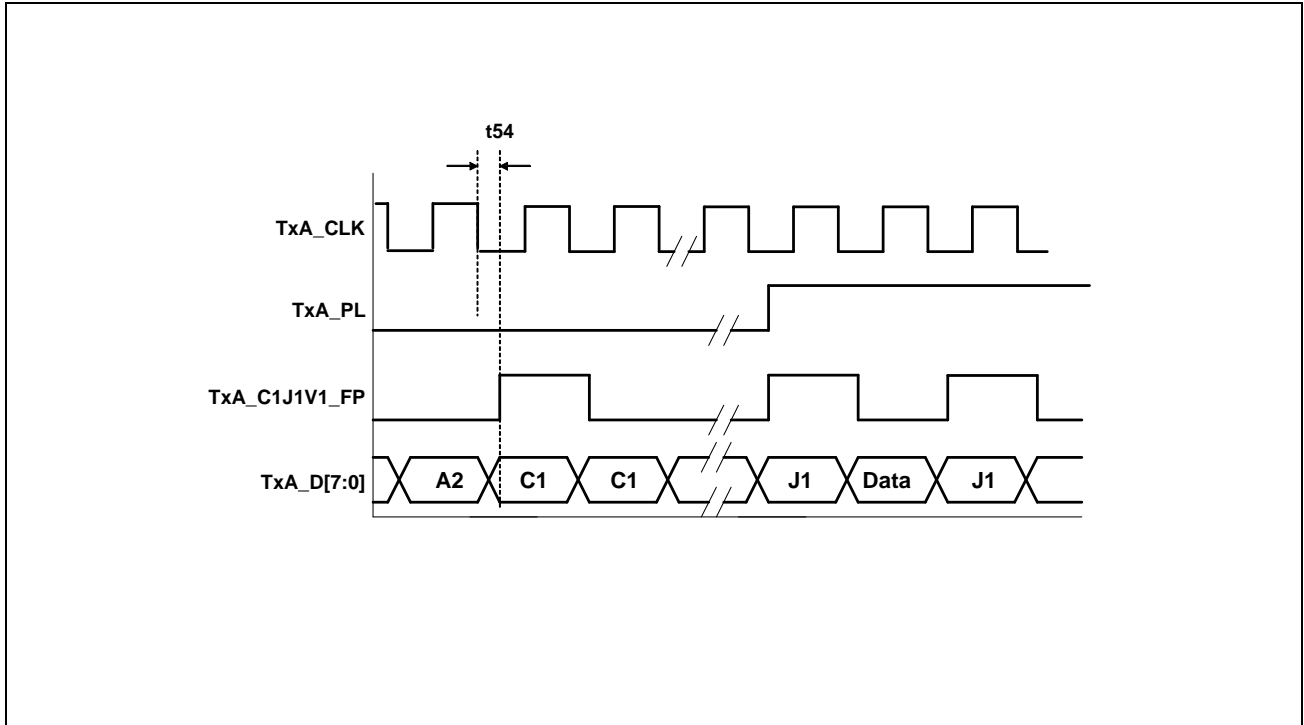 t54
TxA_CLK
TxA_PL
TxA_C1J1V1_FP
TxA_D[7:0] A2 C1 C1 J1 Data J1